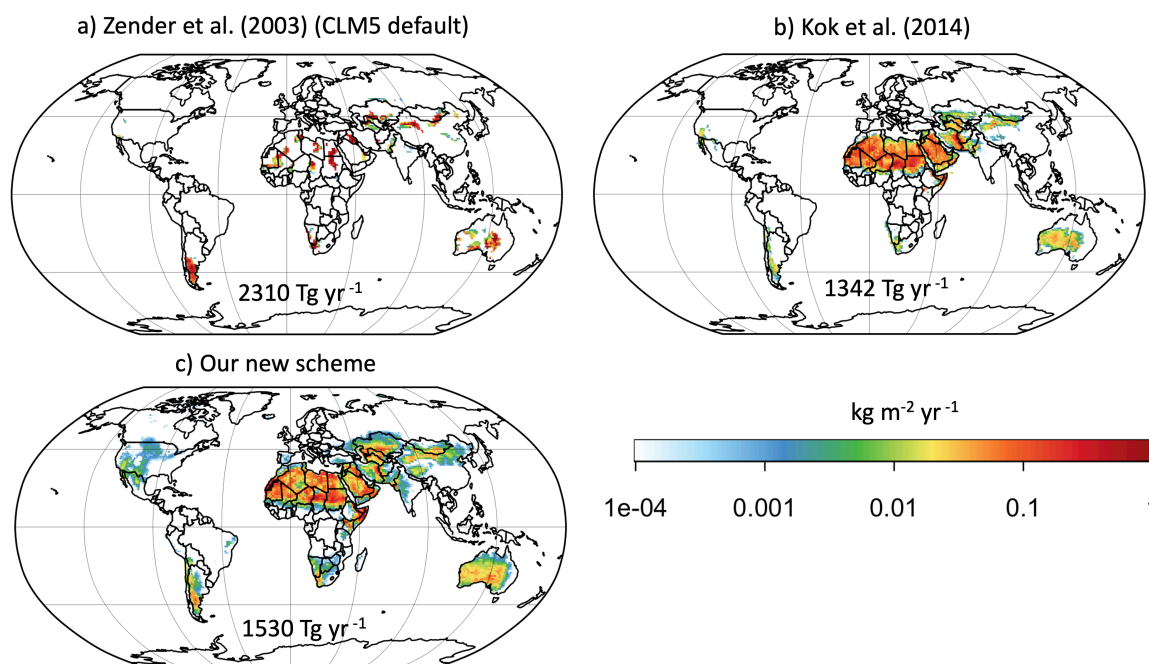 a) Zender et al. (2003) (CLM5 default)
b) Kok et al. (2014)
2310 Tg yr⁻¹
1342 Tg yr⁻¹
c) Our new scheme
1530 Tg yr⁻¹
kg m⁻² yr⁻¹
1e-04 0.001 0.01 0.1 1